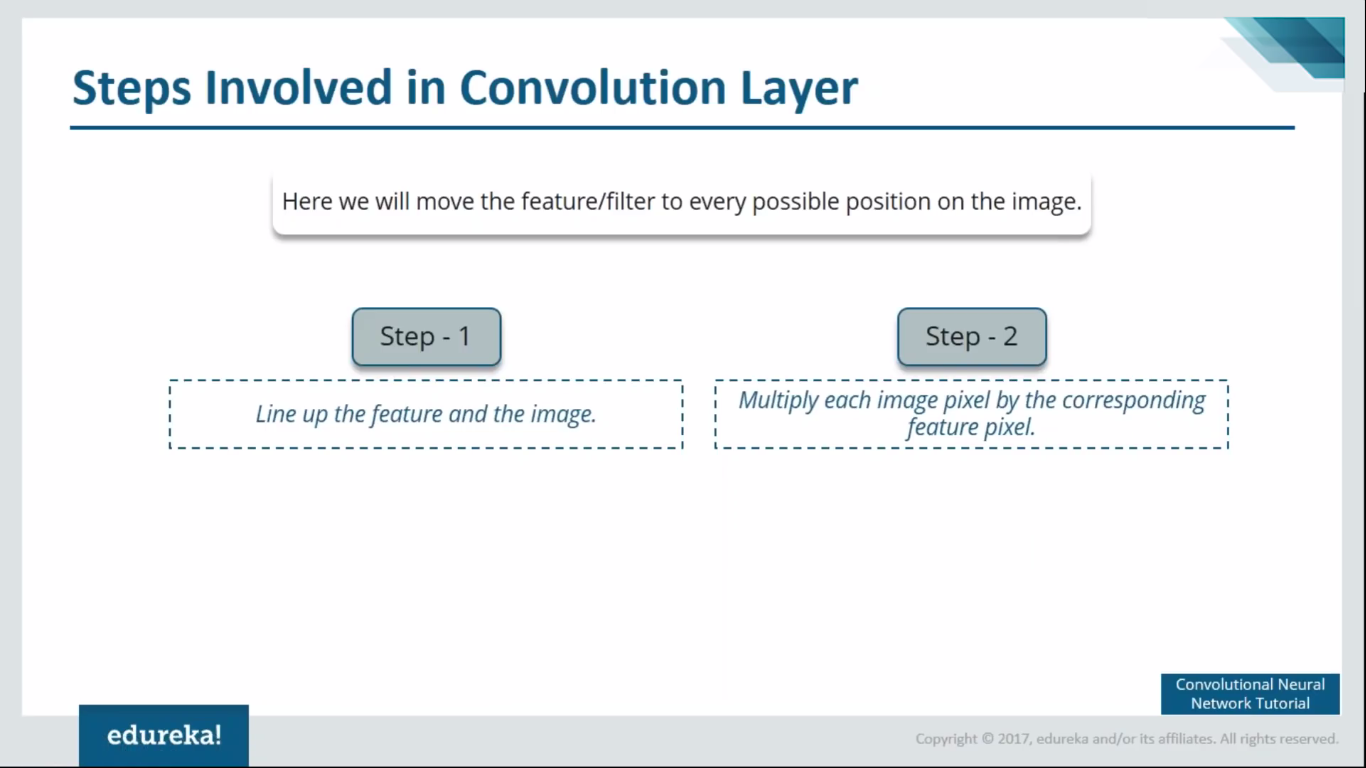 Steps Involved in Convolution Layer
Here we will move the feature/filter to every possible position on the image.
Step - 1
Line up the feature and the image.
Step - 2
Multiply each image pixel by the corresponding
feature pixel.
Convolutional Neural
Network Tutorial
edureka!
Copyright © 2017, edureka and/or its affiliates. All rights reserved.